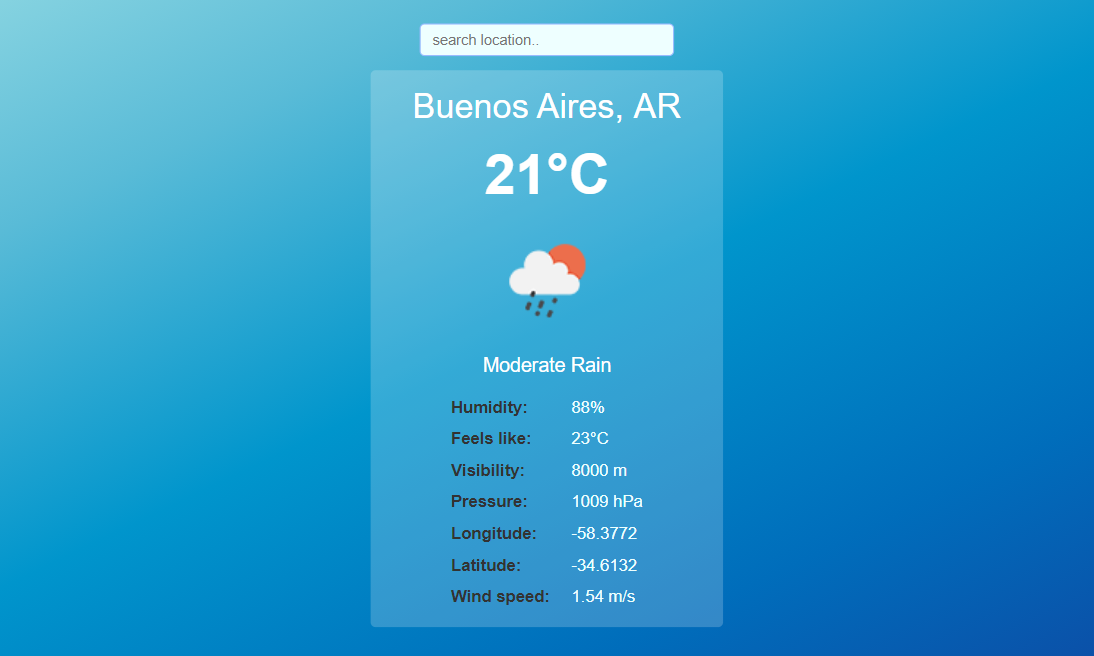 search location..
Buenos Aires, AR
21°C
Moderate Rain
Humidity: 88%
Feels like: 23°C
Visibility: 8000 m
Pressure: 1009 hPa
Longitude: -58.3772
Latitude: -34.6132
Wind speed: 1.54 m/s